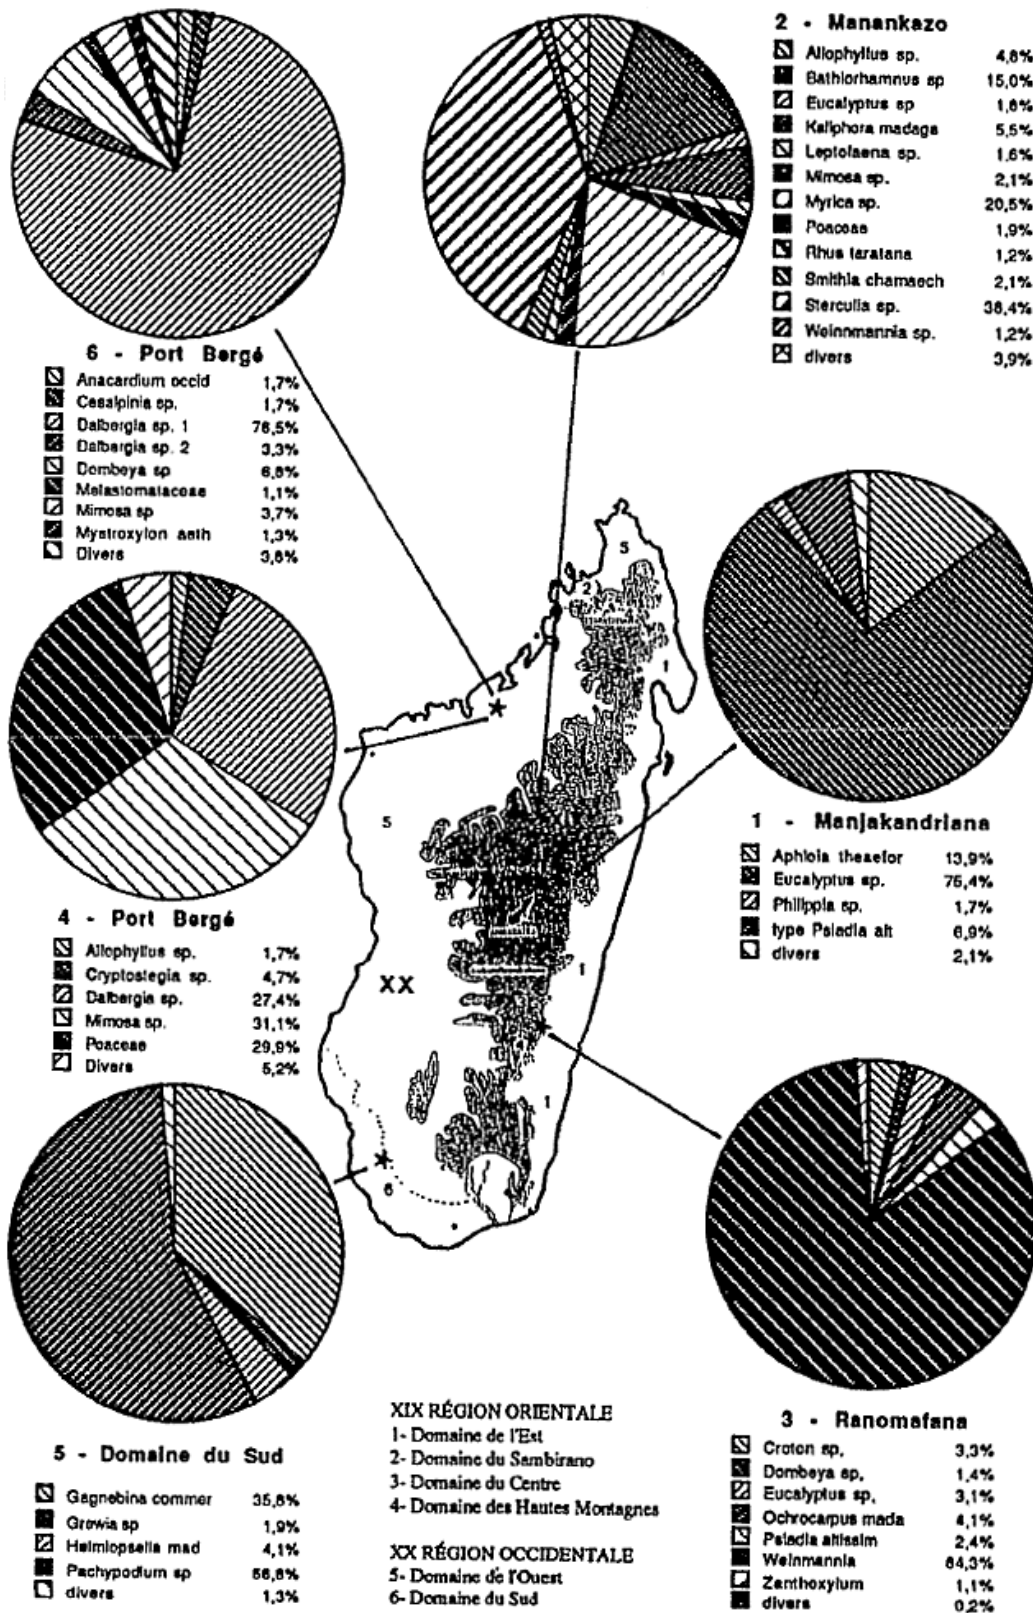 2 - Manankazo
Allophyllus sp. 4,8%
Bathiorhamnus sp 15,0%
Eucalyptus sp 1,8%
Kaliphora madaga 5,5%
Leptolaena sp. 1,6%
Mimosa sp. 2,1%
Myrica sp. 20,5%
Poaceae 1,9%
Rhus taratana 1,2%
Smithia chamaech 2,1%
Sterculia sp. 38,4%
Weinnmannia sp. 1,2%
divers 3,9%
6 - Port Bergé
Anacardium occid 1,7%
Cesalpinia sp. 1,7%
Dalbergia sp. 1 76,5%
Dalbergia sp. 2 3,3%
Dombeya sp 6,8%
Melastomataceae 1,1%
Mimosa sp 3,7%
Mystroxylon aeth 1,3%
Divers 3,8%
5
2
1
1 - Manjakandriana
Aphloia theaefor 13,9%
Eucalyptus sp. 75,4%
Philippia sp. 1,7%
type Psiadia alt 6,9%
divers 2,1%
5
4 - Port Bergé
Allophyllus sp. 1,7%
Cryptostegia sp. 4,7%
Dalbergia sp. 27,4%
Mimosa sp. 31,1%
Poaceae 29,9%
Divers 5,2%
1
XX
4
1
6
5 - Domaine du Sud
Gagnebina commer 35,8%
Grewia sp 1,9%
Helmiopsella mad 4,1%
Pachypodium sp 56,8%
divers 1,3%
XIX RÉGION ORIENTALE
1- Domaine de l'Est
2- Domaine du Sambirano
3- Domaine du Centre
4- Domaine des Hautes Montagnes
XX RÉGION OCCIDENTALE
5- Domaine de l'Ouest
6- Domaine du Sud
3 - Ranomafana
Croton sp. 3,3%
Dombeya sp. 1,4%
Eucalyptus sp. 3,1%
Ochrocarpus mada 4,1%
Psiadia altissim 2,4%
Weinmannia 84,3%
Zanthoxylum 1,1%
divers 0,2%